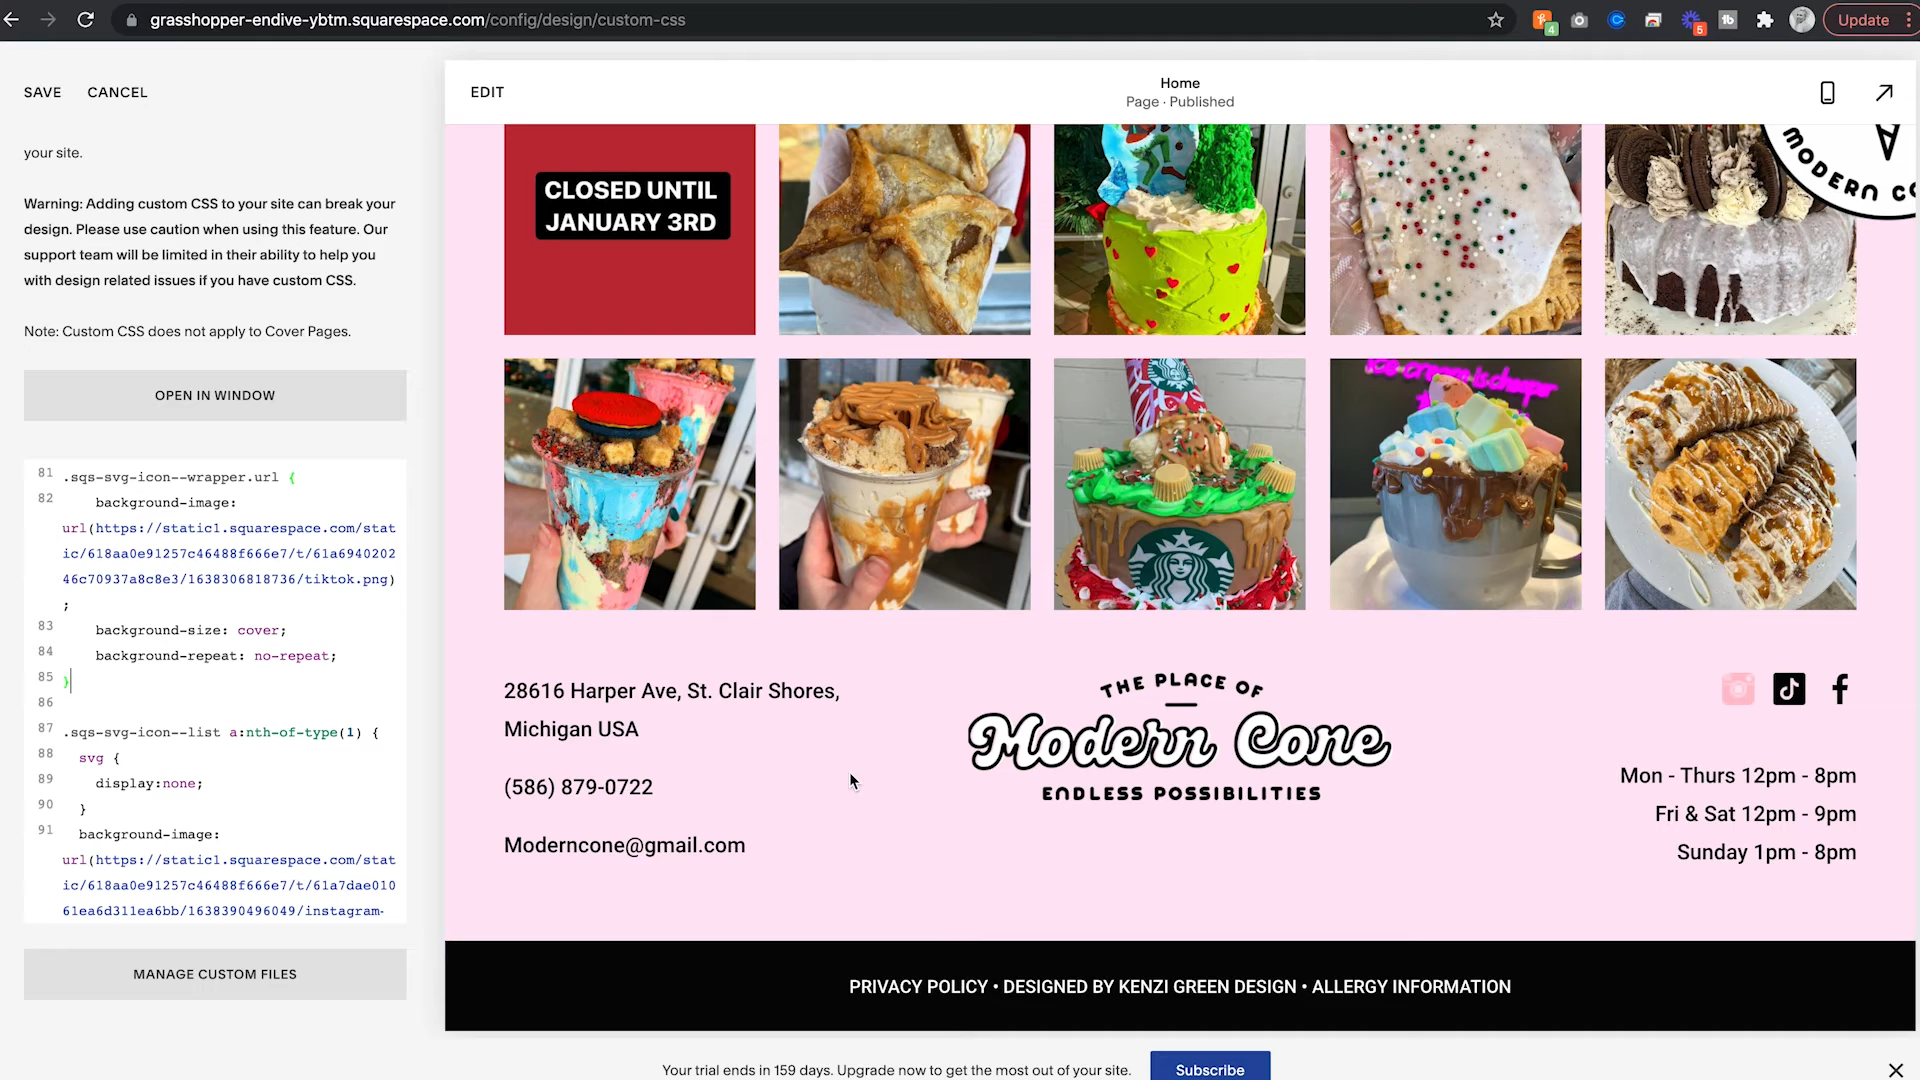 grasshopper-endive-ybtm.squarespace.com/config/design/custom-css
4
5
Update
SAVE
CANCEL
EDIT
Home
Page · Published
your site.
Warning: Adding custom CSS to your site can break your
design. Please use caution when using this feature. Our
support team will be limited in their ability to help you
with design related issues if you have custom CSS.
Note: Custom CSS does not apply to Cover Pages.
OPEN IN WINDOW
81 .sqs-svg-icon--wrapper.url {
82 background-image:
url(https://static1.squarespace.com/stat
ic/618aa0e91257c46488f666e7/t/61a6940202
46c70937a8c8e3/1638306818736/tiktok.png)
;
83 background-size: cover;
84 background-repeat: no-repeat;
85 }
86
87 .sqs-svg-icon--list a:nth-of-type(1) {
88 svg {
89 display:none;
90 }
91 background-image:
url(https://static1.squarespace.com/stat
ic/618aa0e91257c46488f666e7/t/61a7dae010
61ea6d311ea6bb/1638390496049/instagram-
MANAGE CUSTOM FILES
CLOSED UNTIL
JANUARY 3RD
MODERN
ice cream is cheaper
28616 Harper Ave, St. Clair Shores,
Michigan USA
(586) 879-0722
Moderncone@gmail.com
THE PLACE OF
Modern Cone
ENDLESS POSSIBILITIES
Mon - Thurs 12pm - 8pm
Fri & Sat 12pm - 9pm
Sunday 1pm - 8pm
PRIVACY POLICY • DESIGNED BY KENZI GREEN DESIGN • ALLERGY INFORMATION
Your trial ends in 159 days. Upgrade now to get the most out of your site.
Subscribe